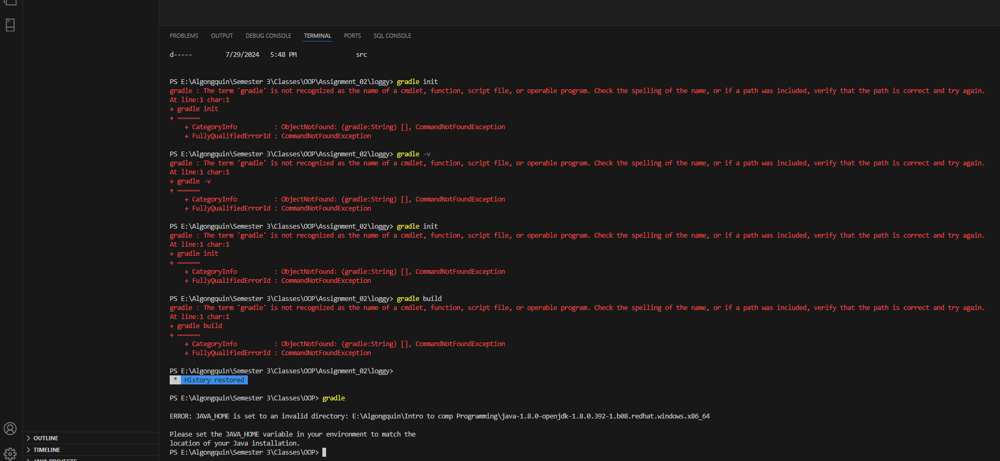 PROBLEMS OUTPUT DEBUG CONSOLE TERMINAL PORTS SQL CONSOLE
d----- 7/29/2024 5:48 PM src
PS E:\Algongquin\Semester 3\Classes\OOP\Assignment_02\loggy> gradle init
gradle : The term 'gradle' is not recognized as the name of a cmdlet, function, script file, or operable program. Check the spelling of the name, or if a path was included, verify that the path is correct and try again.
At line:1 char:1
+ gradle init
+ ~~~~~~
+ CategoryInfo : ObjectNotFound: (gradle:String) [], CommandNotFoundException
+ FullyQualifiedErrorId : CommandNotFoundException
PS E:\Algongquin\Semester 3\Classes\OOP\Assignment_02\loggy> gradle -v
gradle : The term 'gradle' is not recognized as the name of a cmdlet, function, script file, or operable program. Check the spelling of the name, or if a path was included, verify that the path is correct and try again.
At line:1 char:1
+ gradle -v
+ ~~~~~~
+ CategoryInfo : ObjectNotFound: (gradle:String) [], CommandNotFoundException
+ FullyQualifiedErrorId : CommandNotFoundException
PS E:\Algongquin\Semester 3\Classes\OOP\Assignment_02\loggy> gradle init
gradle : The term 'gradle' is not recognized as the name of a cmdlet, function, script file, or operable program. Check the spelling of the name, or if a path was included, verify that the path is correct and try again.
At line:1 char:1
+ gradle init
+ ~~~~~~
+ CategoryInfo : ObjectNotFound: (gradle:String) [], CommandNotFoundException
+ FullyQualifiedErrorId : CommandNotFoundException
PS E:\Algongquin\Semester 3\Classes\OOP\Assignment_02\loggy> gradle build
gradle : The term 'gradle' is not recognized as the name of a cmdlet, function, script file, or operable program. Check the spelling of the name, or if a path was included, verify that the path is correct and try again.
At line:1 char:1
+ gradle build
+ ~~~~~~
+ CategoryInfo : ObjectNotFound: (gradle:String) [], CommandNotFoundException
+ FullyQualifiedErrorId : CommandNotFoundException
PS E:\Algongquin\Semester 3\Classes\OOP\Assignment_02\loggy>
* History restored
PS E:\Algongquin\Semester 3\Classes\OOP> gradle
ERROR: JAVA_HOME is set to an invalid directory: E:\Algongquin\Intro to comp Programming\java-1.8.0-openjdk-1.8.0.392-1.b08.redhat.windows.x86_64
Please set the JAVA_HOME variable in your environment to match the
location of your Java installation.
PS E:\Algongquin\Semester 3\Classes\OOP>
OUTLINE
TIMELINE
JAVA PROJECTS